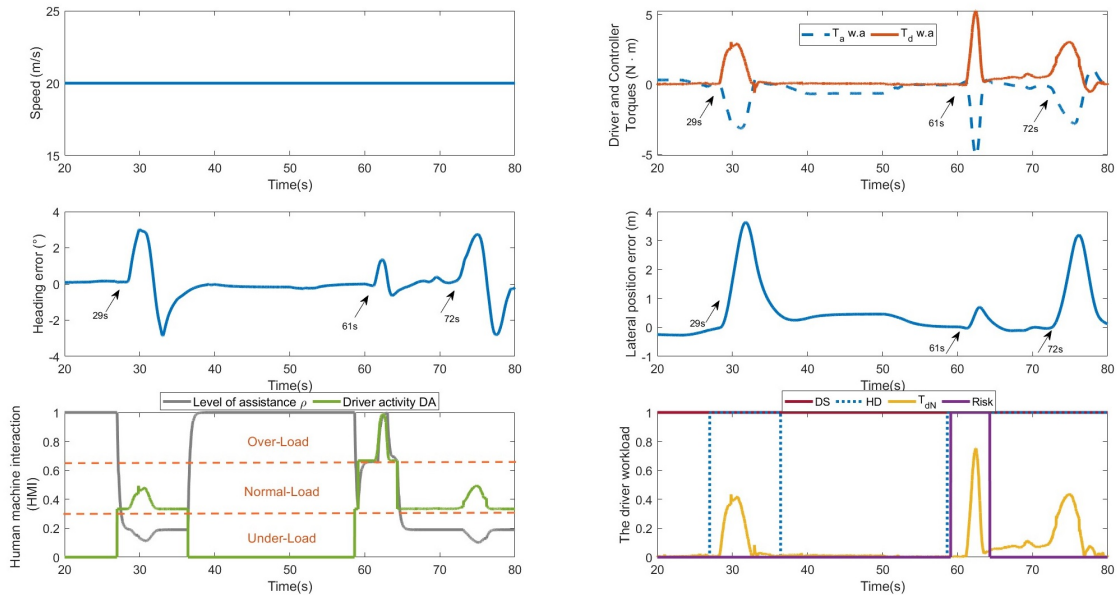 25
20
15
Speed (m/s)
20 30 40 50 60 70 80
Time(s)
5
0
-5
Driver and Controller
Torques (N · m)
T_a w.a T_d w.a
29s
61s
72s
20 30 40 50 60 70 80
Time(s)
4
2
0
-2
-4
Heading error (°)
29s
61s
72s
20 30 40 50 60 70 80
Time(s)
4
3
2
1
0
-1
Lateral position error (m)
29s
61s
72s
20 30 40 50 60 70 80
Time(s)
Level of assistance ρ Driver activity DA
1
0.8
0.6
0.4
0.2
0
Human machine interaction
(HMI)
Over-Load
Normal-Load
Under-Load
20 30 40 50 60 70 80
Time(s)
DS HD T_dN Risk
1
0.8
0.6
0.4
0.2
0
The driver workload
20 30 40 50 60 70 80
Time(s)